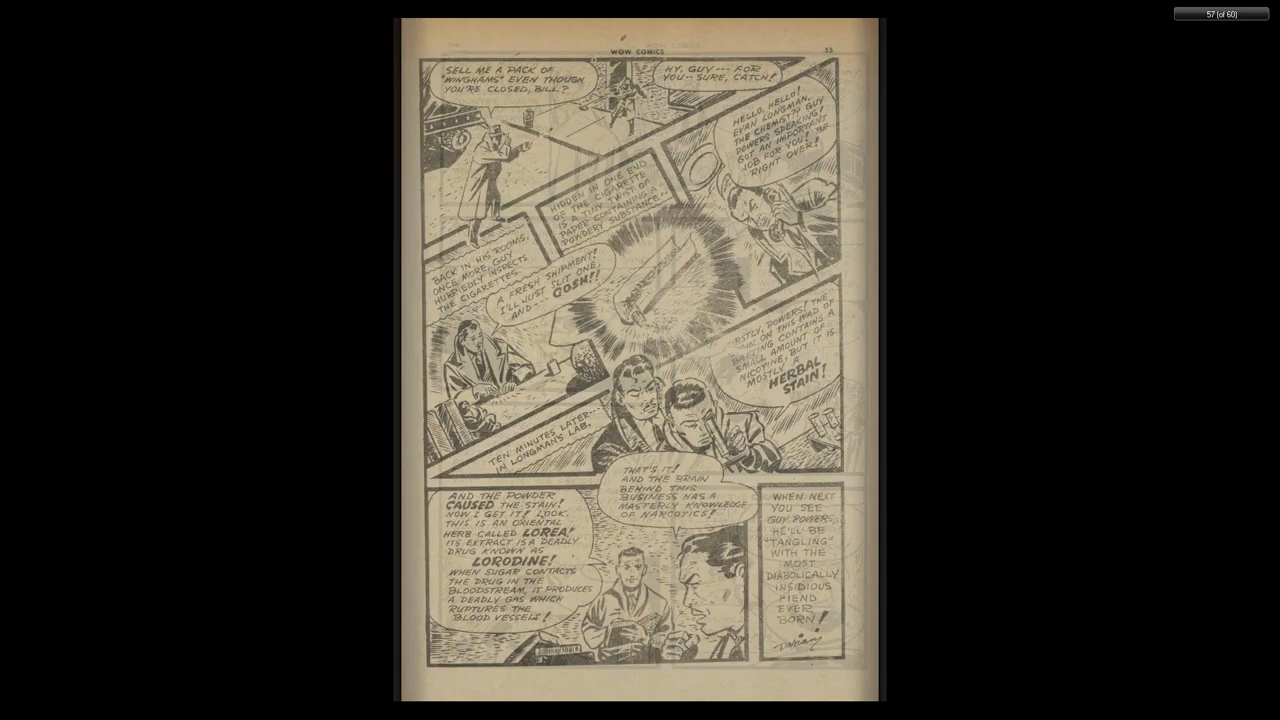 57 (of 60)
WOW COMICS
55
SELL ME A PACK OF
"WINGHAMS" EVEN THOUGH
YOU'RE CLOSED, BILL?
HY, GUY --- FOR
YOU -- SURE, CATCH!
HELLO, HELLO!
EVAN LONGMAN,
THE CHEMIST?? GUY
POWERS SPEAKING!
GOT AN IMPORTANT
JOB FOR YOU! BE
RIGHT OVER!
BACK IN HIS ROOMS,
ONCE MORE, GUY
HURRIEDLY INSPECTS
THE CIGARETTES
A FRESH SHIPMENT!
I'LL JUST SLIT ONE,
AND--- GOSH!!
HIDDEN IN ONE END
OF THE CIGARETTE
IS A TINY TWIST OF
PAPER CONTAINING A
POWDERY SUBSTANCE...
TEN MINUTES LATER...
IN LONGMAN'S LAB.
POWERS! THE
ON THIS WAD OF
CONTAINS A
SMALL AMOUNT OF
NICOTINE, BUT IT IS
MOSTLY A
HERBAL
STAIN!
AND THE POWDER
CAUSED THE STAIN!
NOW I GET IT! LOOK,
THIS IS AN ORIENTAL
HERB CALLED LOREA!
ITS EXTRACT IS A DEADLY
DRUG KNOWN AS
LORODINE!
WHEN SUGAR CONTACTS
THE DRUG IN THE
BLOODSTREAM, IT PRODUCES
A DEADLY GAS WHICH
RUPTURES THE
BLOOD VESSELS!
THAT'S IT!
AND THE BRAIN
BEHIND THIS
BUSINESS HAS A
MASTERLY KNOWLEDGE
OF NARCOTICS!
WHEN NEXT
YOU SEE
GUY POWERS,
HE'LL BE
"TANGLING"
WITH THE
MOST
DIABOLICALLY
INSIDIOUS
FIEND
EVER
BORN!